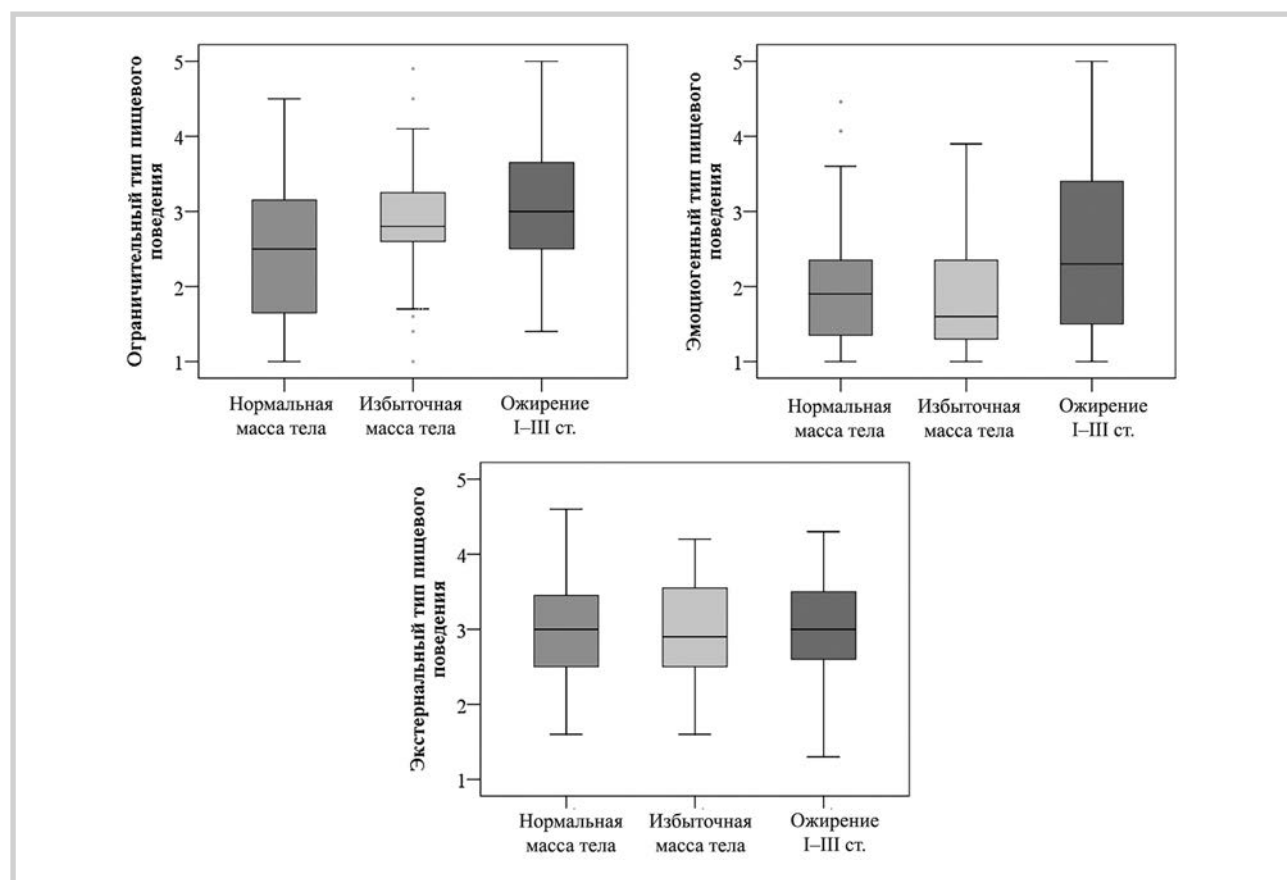 Ограничительный тип пищевого
поведения
5
4
3
2
1
Нормальная
масса тела
Избыточная
масса тела
Ожирение
I–III ст.
Эмоциогенный тип пищевого
поведения
5
4
3
2
1
Нормальная
масса тела
Избыточная
масса тела
Ожирение
I–III ст.
Экстернальный тип пищевого
поведения
5
4
3
2
1
Нормальная
масса тела
Избыточная
масса тела
Ожирение
I–III ст.